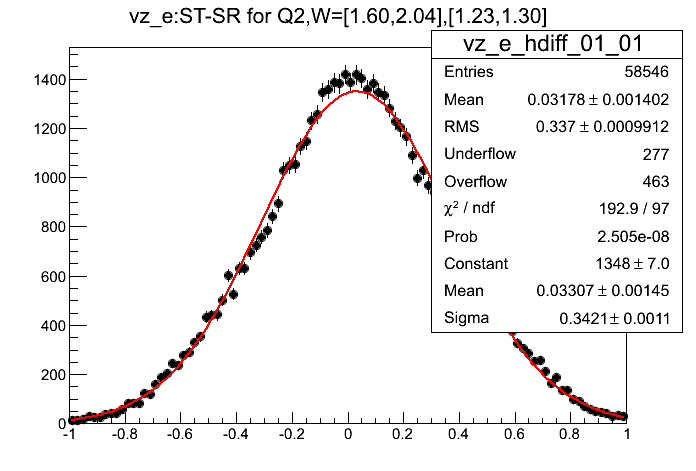 vz_e:ST-SR for Q2,W=[1.60,2.04],[1.23,1.30]
vz_e_hdiff_01_01
Entries 58546
Mean 0.03178 ± 0.001402
RMS 0.337 ± 0.0009912
Underflow 277
Overflow 463
χ² / ndf 192.9 / 97
Prob 2.505e-08
Constant 1348 ± 7.0
Mean 0.03307 ± 0.00145
Sigma 0.3421 ± 0.0011
1400
1200
1000
800
600
400
200
0
-1 -0.8 -0.6 -0.4 -0.2 0 0.2 0.4 0.6 0.8 1